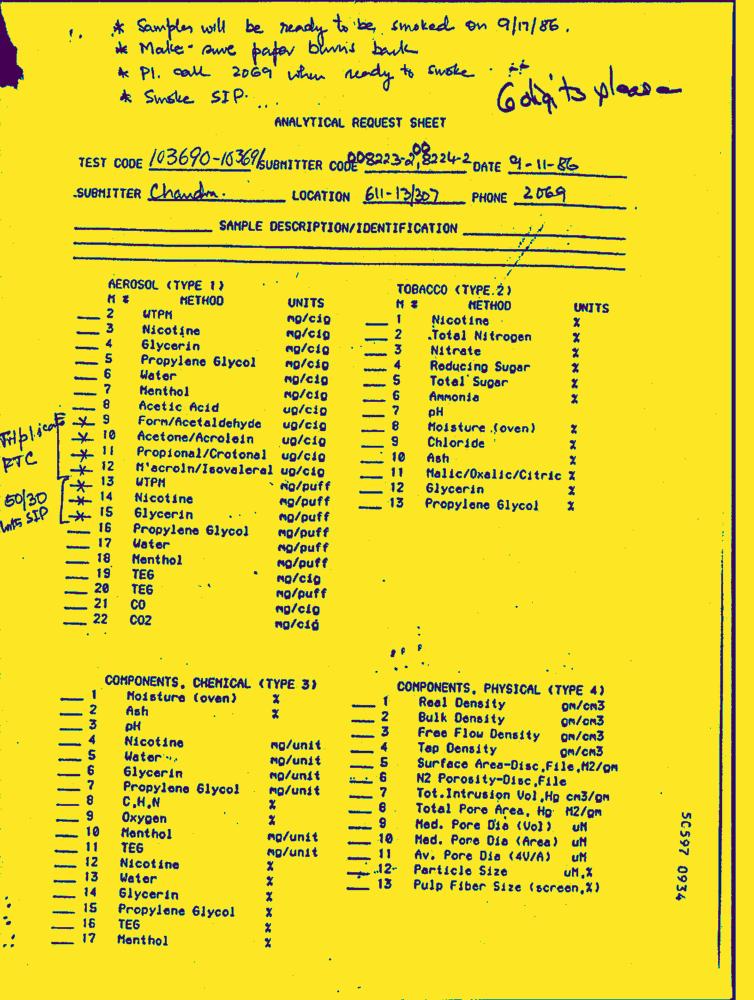 * Samples will be ready to be smoked on 9/17/86.
* Make sure paper burns back
* Pl. call 2069 when ready to smoke.
* Smoke SIP.
6 digits please
ANALYTICAL REQUEST SHEET
TEST CODE 103690-103691 SUBMITTER CODE 008223-2, 008224-2 DATE 9-11-86
SUBMITTER Chandra. LOCATION 611-13/307 PHONE 2069
SAMPLE DESCRIPTION/IDENTIFICATION
AEROSOL (TYPE 1)
M # METHOD UNITS
2 WTPM mg/cig
3 Nicotine mg/cig
4 Glycerin mg/cig
5 Propylene Glycol mg/cig
6 Water mg/cig
7 Menthol mg/cig
8 Acetic Acid ug/cig
* 9 Form/Acetaldehyde ug/cig
* 10 Acetone/Acrolein ug/cig
* 11 Propional/Crotonal ug/cig
* 12 M'acroln/Isovaleral ug/cig
* 13 WTPM mg/puff
* 14 Nicotine mg/puff
* 15 Glycerin mg/puff
16 Propylene Glycol mg/puff
17 Water mg/puff
18 Menthol mg/puff
19 TEG mg/cig
20 TEG mg/puff
21 CO mg/cig
22 CO2 mg/cig
Triplicate
RTC
50/30
SIP
TOBACCO (TYPE.2)
M # METHOD UNITS
1 Nicotine %
2 Total Nitrogen %
3 Nitrate %
4 Reducing Sugar %
5 Total Sugar %
6 Ammonia %
7 pH
8 Moisture (oven) %
9 Chloride %
10 Ash %
11 Malic/Oxalic/Citric %
12 Glycerin %
13 Propylene Glycol %
COMPONENTS, CHEMICAL (TYPE 3)
1 Moisture (oven) %
2 Ash %
3 pH
4 Nicotine mg/unit
5 Water mg/unit
6 Glycerin mg/unit
7 Propylene Glycol mg/unit
8 C,H,N %
9 Oxygen %
10 Menthol mg/unit
11 TEG mg/unit
12 Nicotine %
13 Water %
14 Glycerin %
15 Propylene Glycol %
16 TEG %
17 Menthol %
COMPONENTS, PHYSICAL (TYPE 4)
1 Real Density gm/cm3
2 Bulk Density gm/cm3
3 Free Flow Density gm/cm3
4 Tap Density gm/cm3
5 Surface Area-Disc,File,M2/gm
6 N2 Porosity-Disc,File
7 Tot.Intrusion Vol,Hg cm3/gm
8 Total Pore Area, Hg M2/gm
9 Med. Pore Dia (Vol) uM
10 Med. Pore Dia (Area) uM
11 Av. Pore Dia (4V/A) uM
12 Particle Size uM,%
13 Pulp Fiber Size (screen,%)
50597 0934